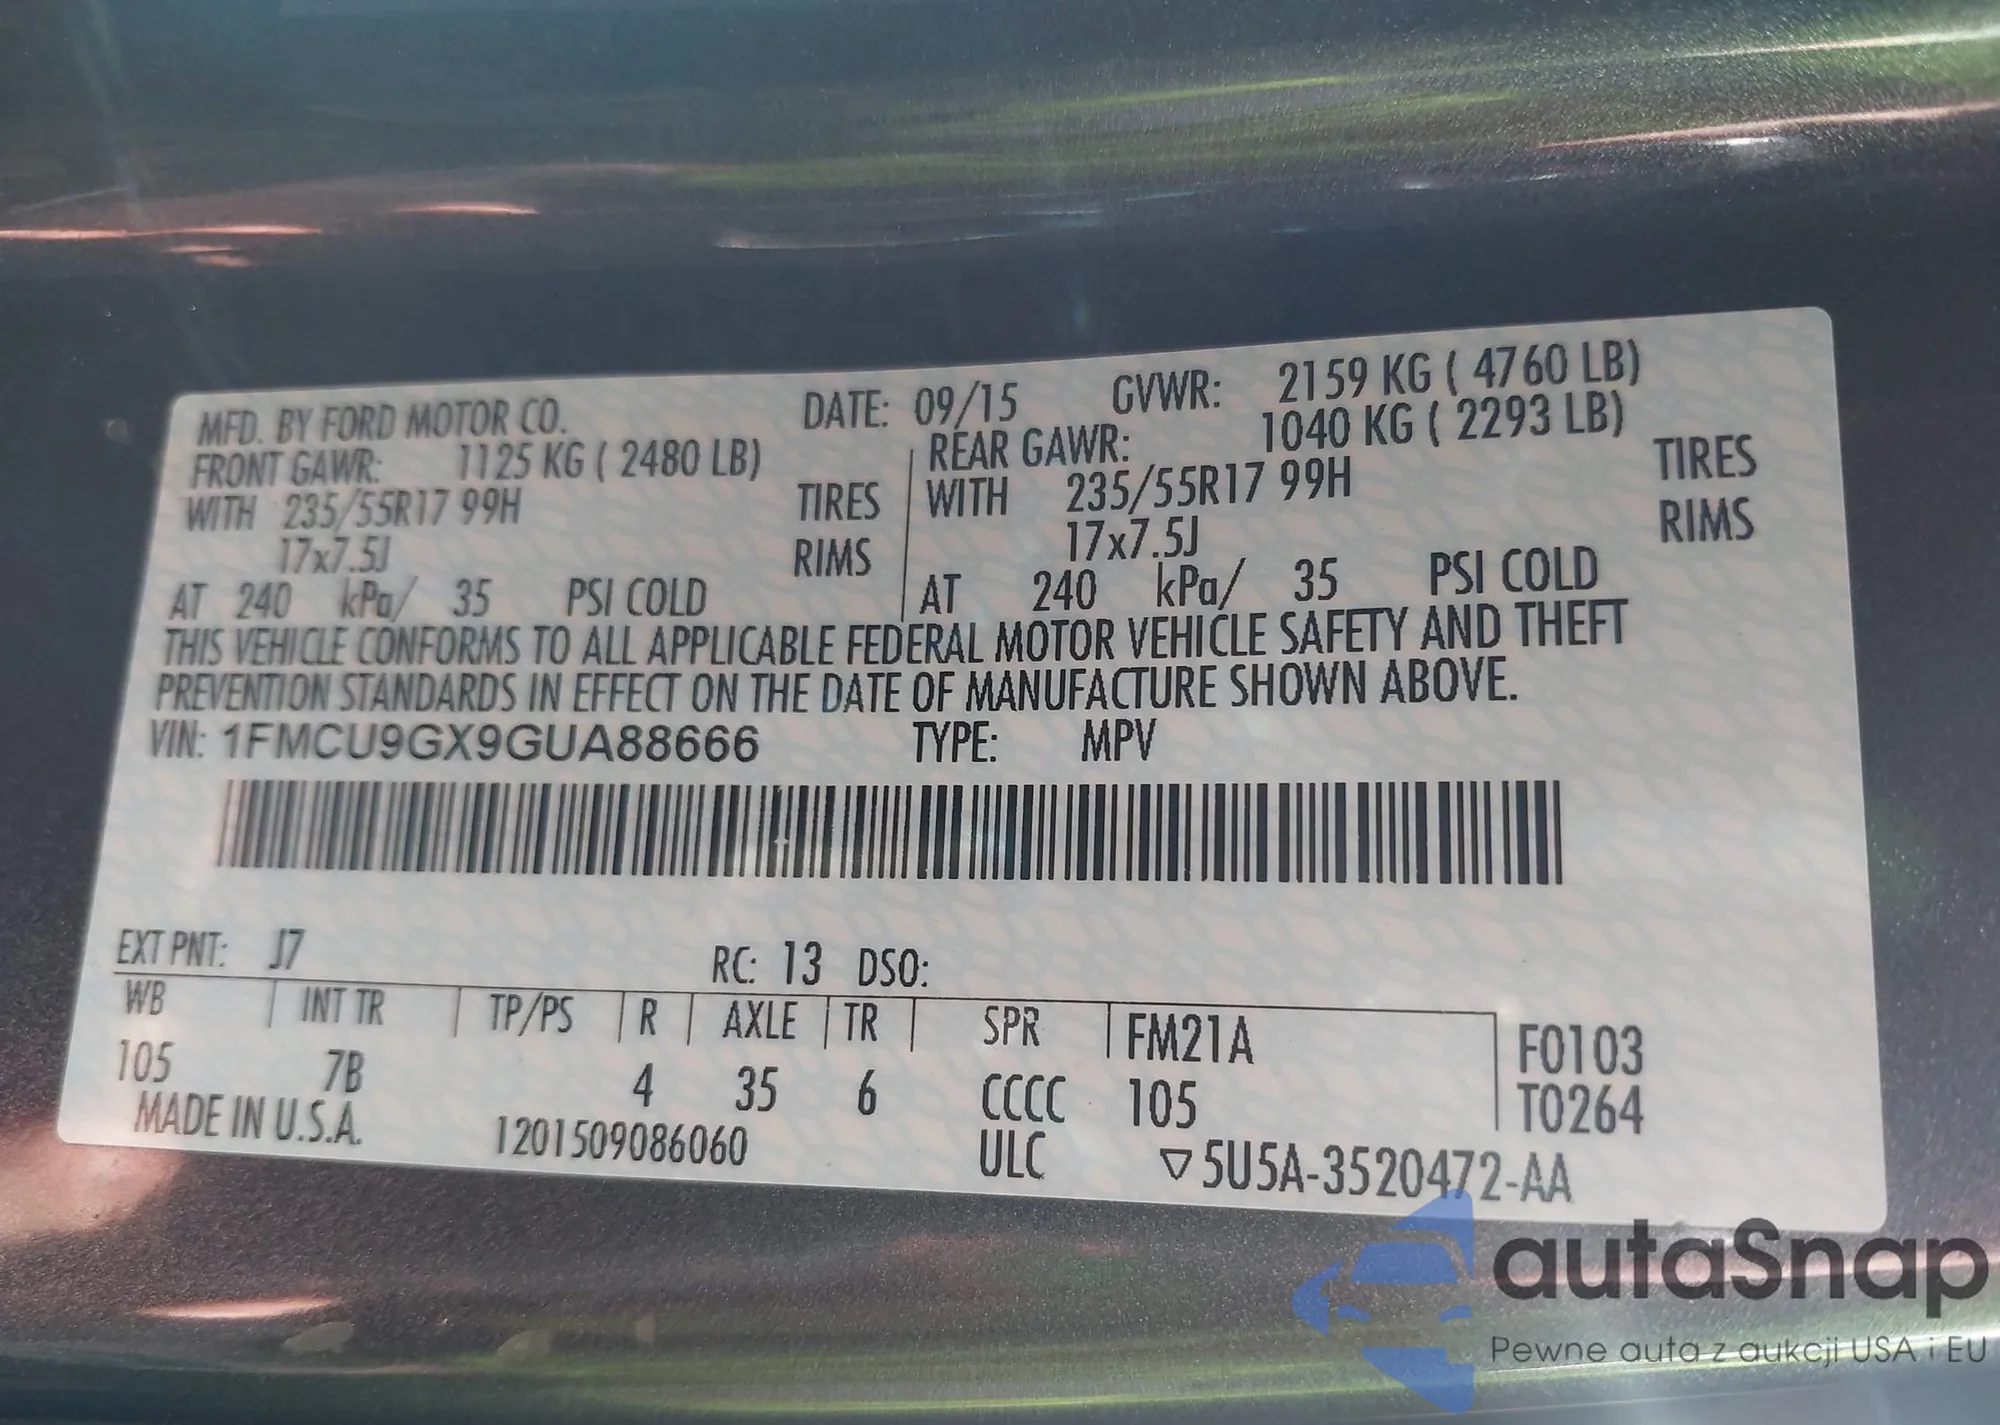 MFD. BY FORD MOTOR CO. DATE: 09/15 GVWR: 2159 KG ( 4760 LB)
FRONT GAWR: 1125 KG ( 2480 LB) REAR GAWR: 1040 KG ( 2293 LB)
WITH 235/55R17 99H TIRES WITH 235/55R17 99H TIRES
17x7.5J RIMS 17x7.5J RIMS
AT 240 kPa/ 35 PSI COLD AT 240 kPa/ 35 PSI COLD
THIS VEHICLE CONFORMS TO ALL APPLICABLE FEDERAL MOTOR VEHICLE SAFETY AND THEFT
PREVENTION STANDARDS IN EFFECT ON THE DATE OF MANUFACTURE SHOWN ABOVE.
VIN: 1FMCU9GX9GUA88666 TYPE: MPV
EXT PNT: J7 RC: 13 DSO:
WB INT TR TP/PS R AXLE TR SPR FM21A F0103
105 7B 4 35 6 CCCC 105 T0264
MADE IN U.S.A. 1201509086060 ULC ▽5U5A-3520472-AA
autaSnap
Pewne auta z aukcji USA i EU